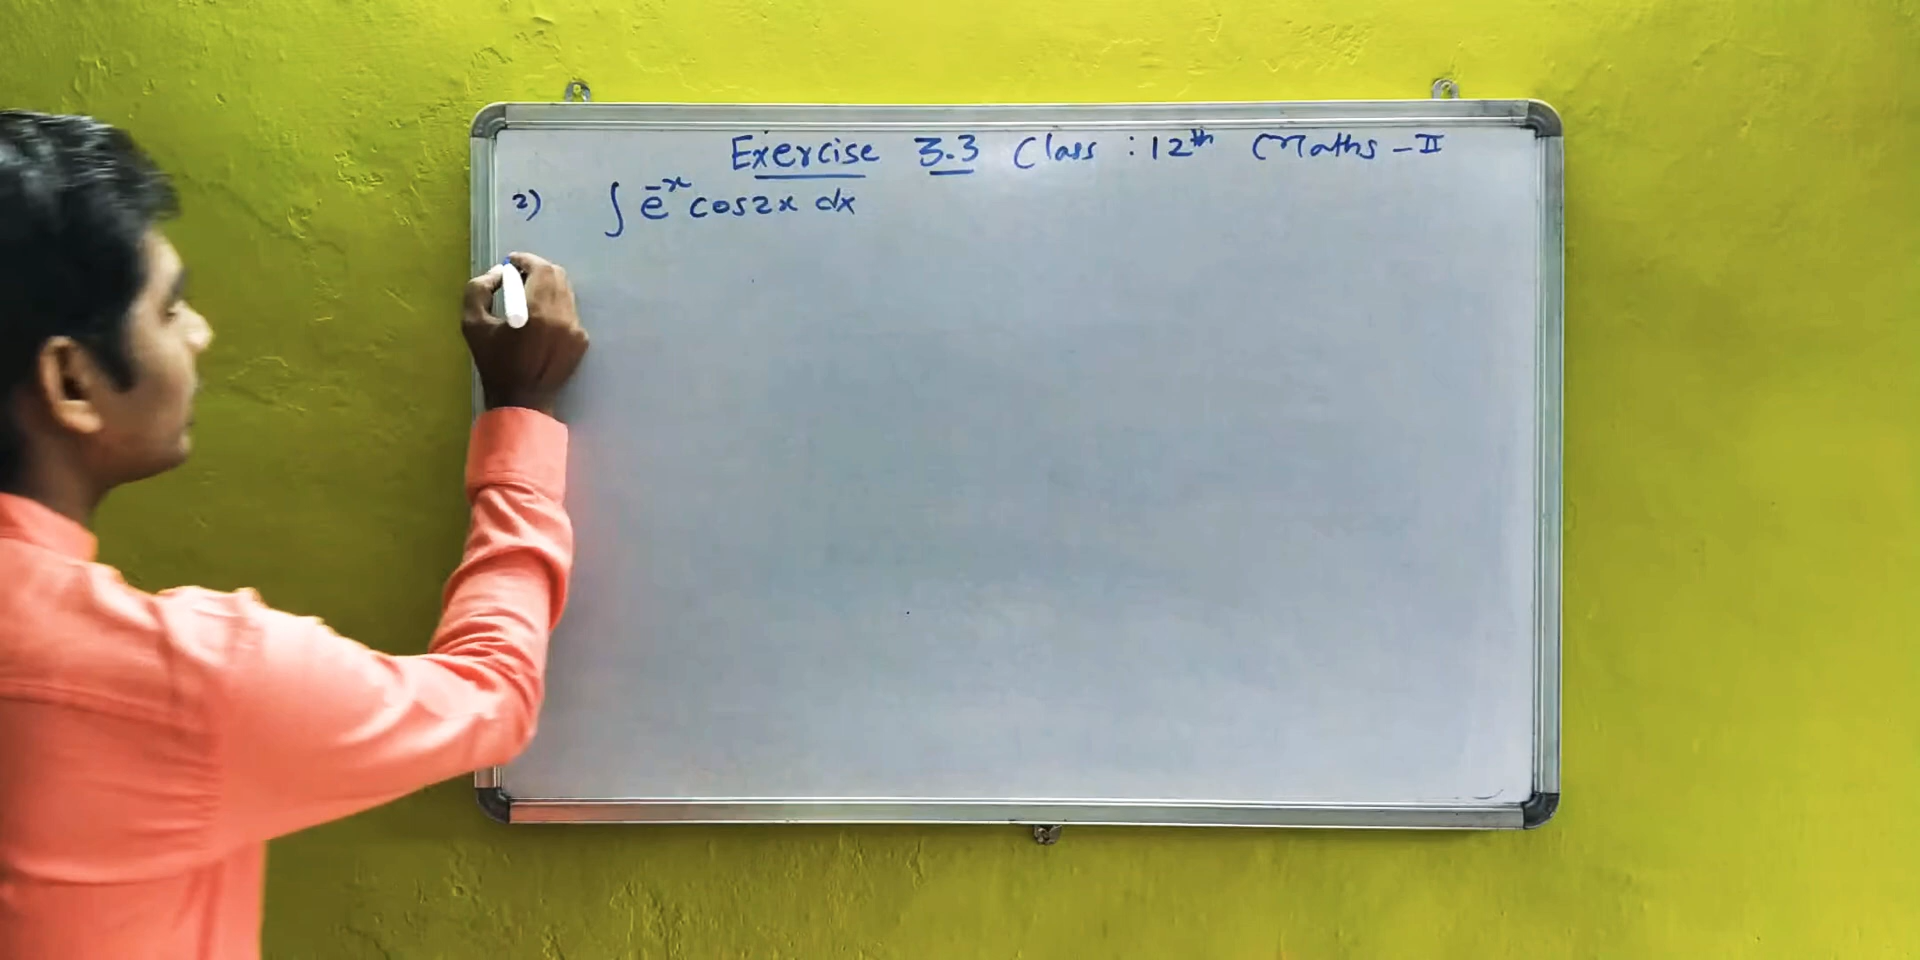 Exercise 3.3 Class : 12th Maths - II
2) ∫ e⁻ˣ cos2x dx